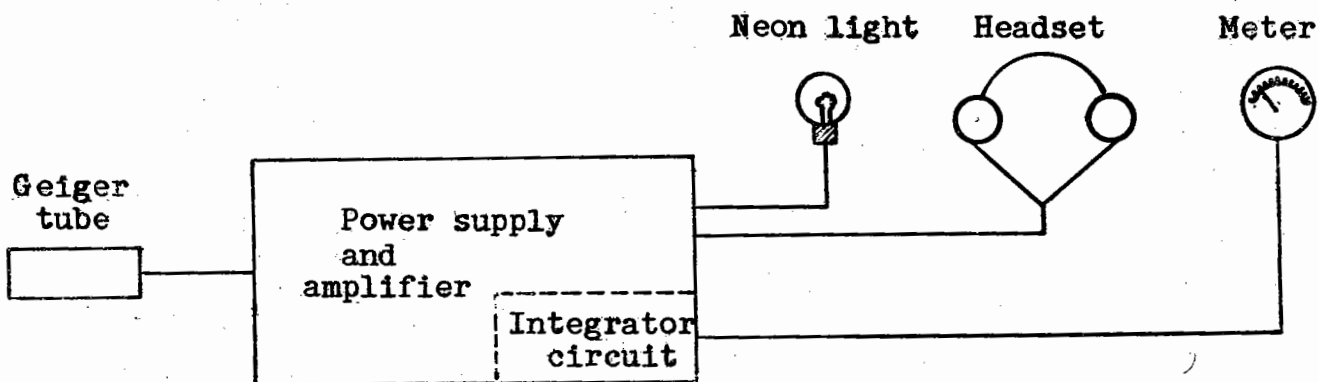 Neon light
Headset
Meter
Geiger
tube
Power supply
and
amplifier
Integrator
circuit